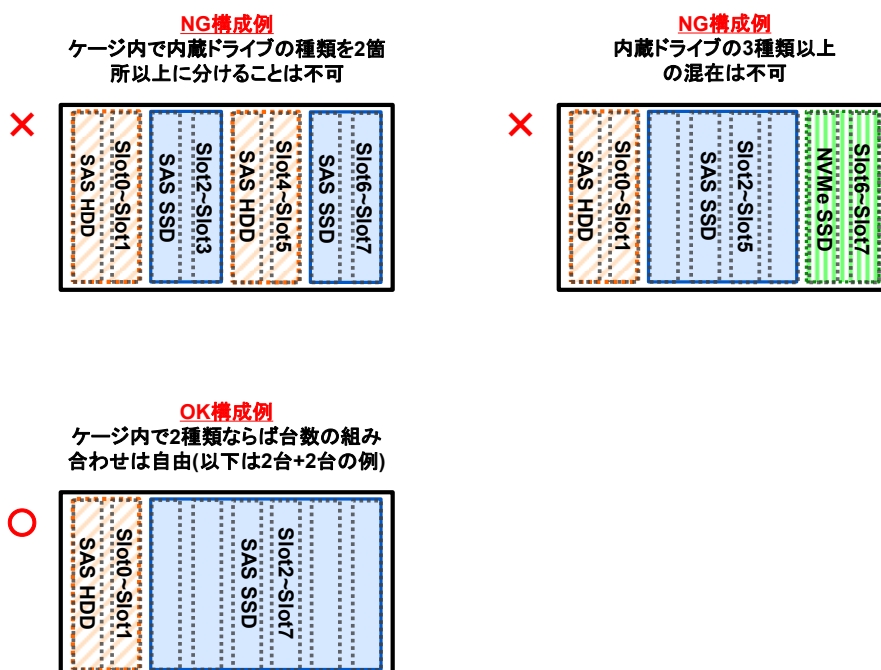 NG構成例
ケージ内で内蔵ドライブの種類を2箇
所以上に分けることは不可
Slot0~Slot1
SAS HDD
Slot2~Slot3
SAS SSD
Slot4~Slot5
SAS HDD
Slot6~Slot7
SAS SSD
NG構成例
内蔵ドライブの3種類以上
の混在は不可
Slot0~Slot1
SAS HDD
Slot2~Slot5
SAS SSD
Slot6~Slot7
NVMe SSD
OK構成例
ケージ内で2種類ならば台数の組み
合わせは自由(以下は2台+2台の例)
Slot0~Slot1
SAS HDD
Slot2~Slot7
SAS SSD